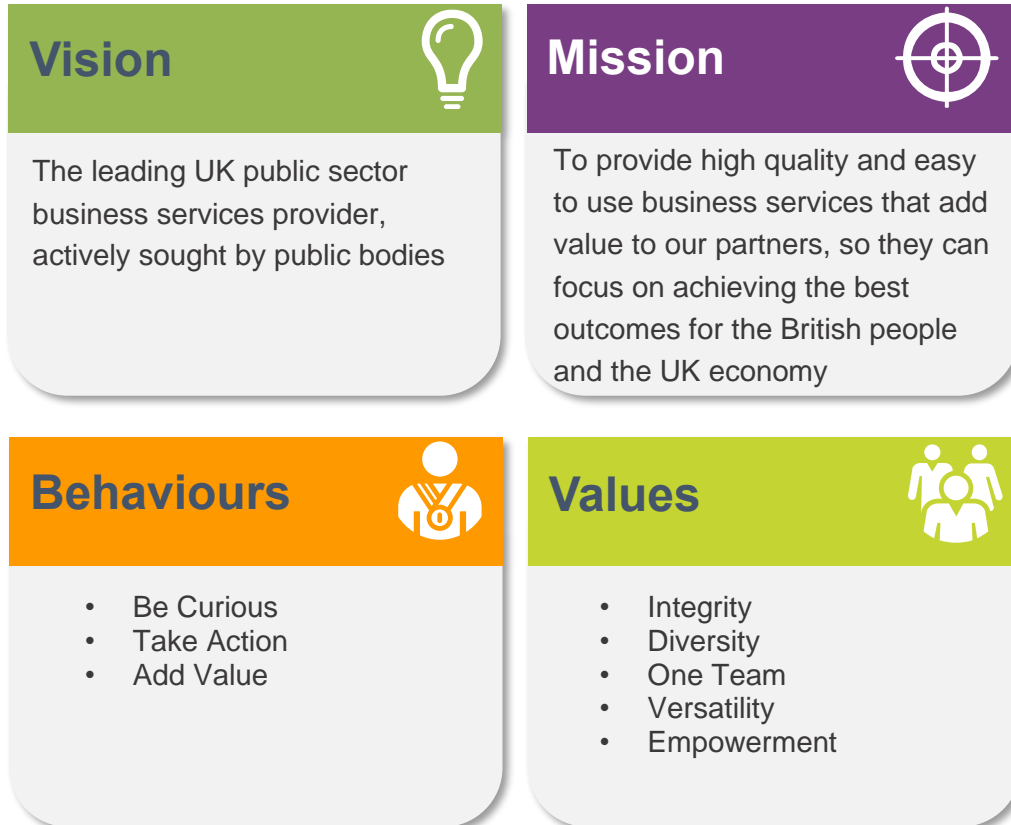 Vision
The leading UK public sector
business services provider,
actively sought by public bodies
Mission
To provide high quality and easy
to use business services that add
value to our partners, so they can
focus on achieving the best
outcomes for the British people
and the UK economy
Behaviours
• Be Curious
• Take Action
• Add Value
Values
• Integrity
• Diversity
• One Team
• Versatility
• Empowerment